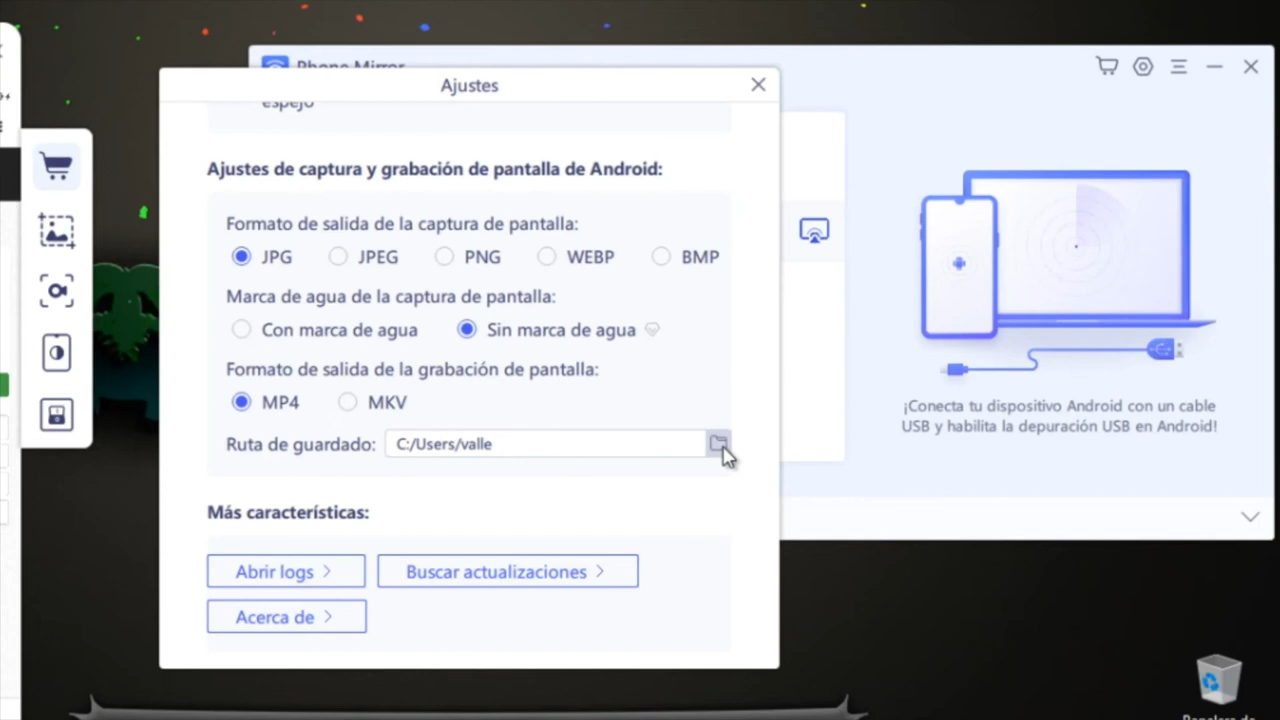 Phone Mirror
Ajustes
espejo
Ajustes de captura y grabación de pantalla de Android:
Formato de salida de la captura de pantalla:
JPG JPEG PNG WEBP BMP
Marca de agua de la captura de pantalla:
Con marca de agua Sin marca de agua
Formato de salida de la grabación de pantalla:
MP4 MKV
Ruta de guardado: C:/Users/valle
Más características:
Abrir logs Buscar actualizaciones
Acerca de
¡Conecta tu dispositivo Android con un cable
USB y habilita la depuración USB en Android!
Papelera de